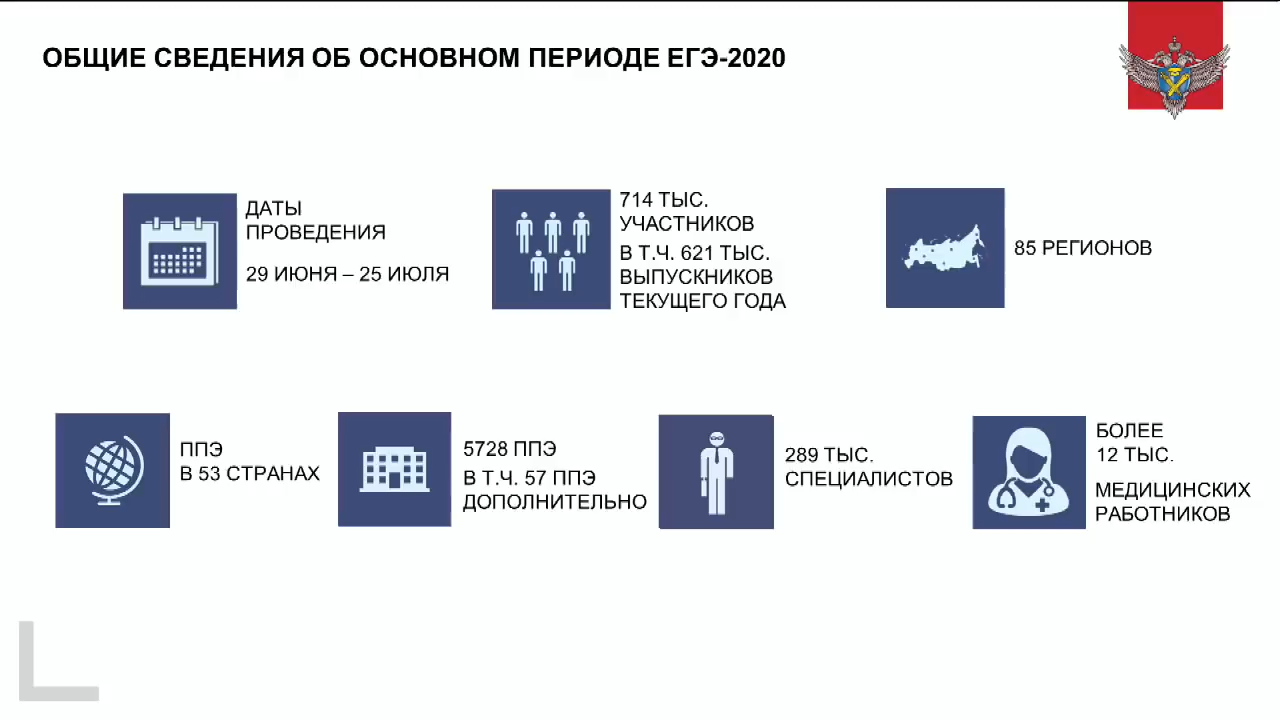 ОБЩИЕ СВЕДЕНИЯ ОБ ОСНОВНОМ ПЕРИОДЕ ЕГЭ-2020
ДАТЫ
ПРОВЕДЕНИЯ
29 ИЮНЯ – 25 ИЮЛЯ
714 ТЫС.
УЧАСТНИКОВ
В Т.Ч. 621 ТЫС.
ВЫПУСКНИКОВ
ТЕКУЩЕГО ГОДА
85 РЕГИОНОВ
ППЭ
В 53 СТРАНАХ
5728 ППЭ
В Т.Ч. 57 ППЭ
ДОПОЛНИТЕЛЬНО
289 ТЫС.
СПЕЦИАЛИСТОВ
БОЛЕЕ
12 ТЫС.
МЕДИЦИНСКИХ
РАБОТНИКОВ